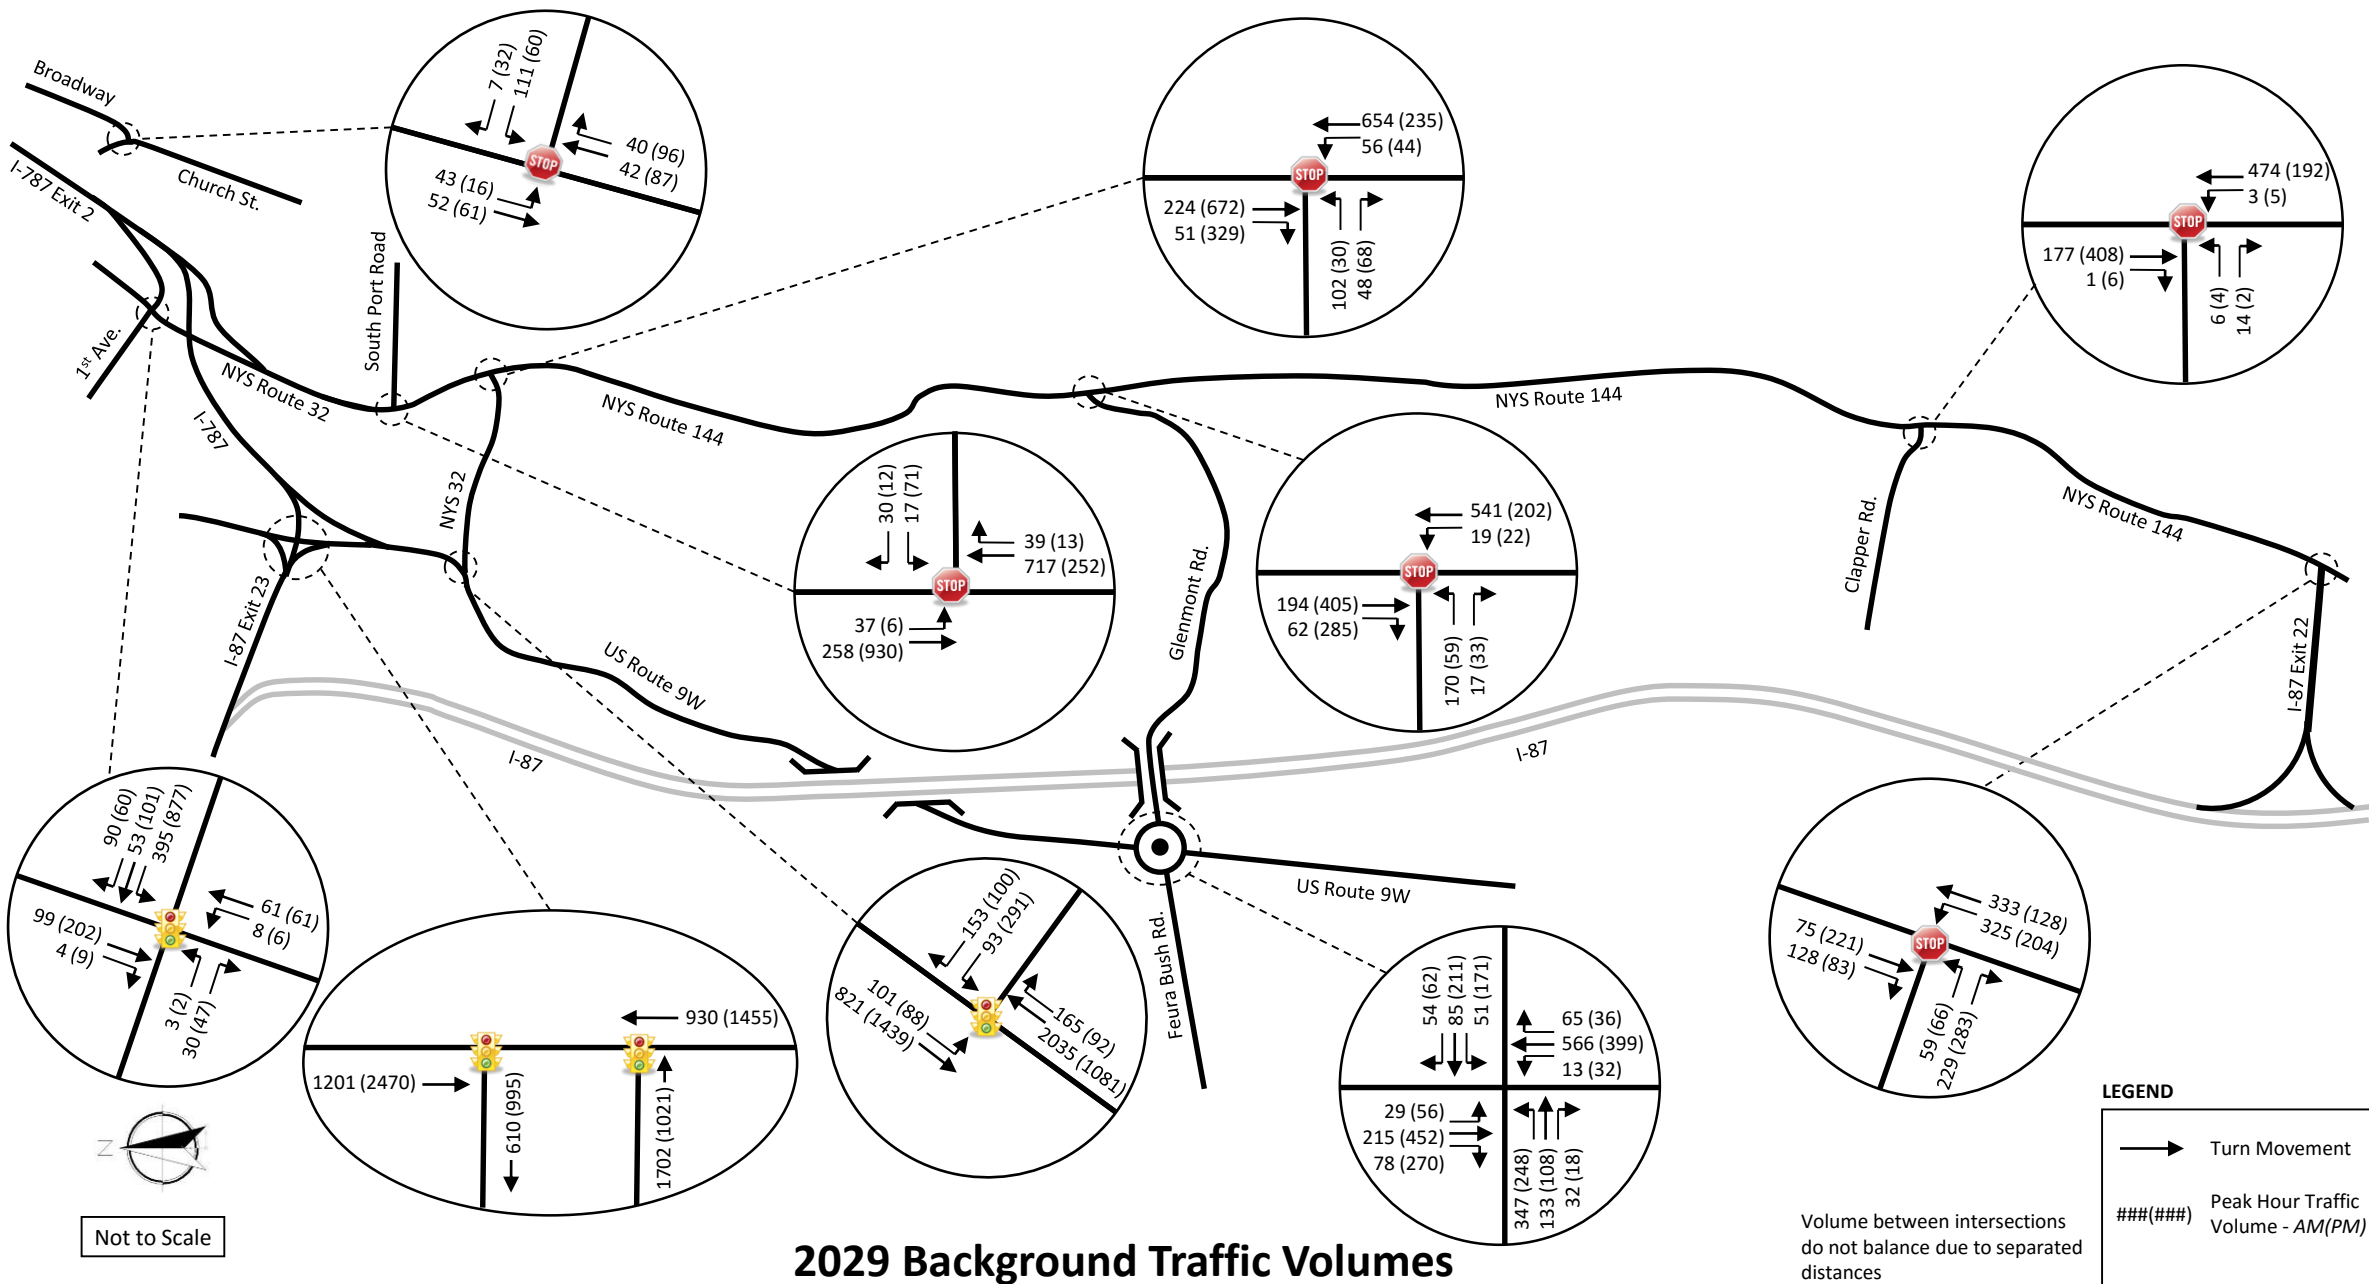 Broadway
Church St.
I-787 Exit 2
1st Ave.
NYS Route 32
I-787
South Port Road
NYS Route 144
NYS 32
I-87 Exit 23
US Route 9W
I-87
Glenmont Rd.
NYS Route 144
I-87
Clapper Rd.
NYS Route 144
I-87 Exit 22
US Route 9W
Feura Bush Rd.
7 (32)
111 (60)
40 (96)
42 (87)
43 (16)
52 (61)
STOP
654 (235)
56 (44)
STOP
224 (672)
51 (329)
102 (30)
48 (68)
474 (192)
3 (5)
STOP
177 (408)
1 (6)
6 (4)
14 (2)
30 (12)
17 (71)
39 (13)
717 (252)
STOP
37 (6)
258 (930)
541 (202)
19 (22)
STOP
194 (405)
62 (285)
170 (59)
17 (33)
90 (60)
53 (101)
395 (877)
61 (61)
8 (6)
99 (202)
4 (9)
3 (2)
30 (47)
930 (1455)
1201 (2470)
610 (995)
1702 (1021)
153 (100)
93 (291)
101 (88)
821 (1439)
165 (92)
2035 (1081)
54 (62)
85 (211)
51 (171)
65 (36)
566 (399)
13 (32)
29 (56)
215 (452)
78 (270)
347 (248)
133 (108)
32 (18)
333 (128)
325 (204)
STOP
75 (221)
128 (83)
59 (66)
229 (283)
Z
Not to Scale
2029 Background Traffic Volumes
Volume between intersections
do not balance due to separated
distances
LEGEND
Turn Movement
###(###)
Peak Hour Traffic
Volume - AM(PM)